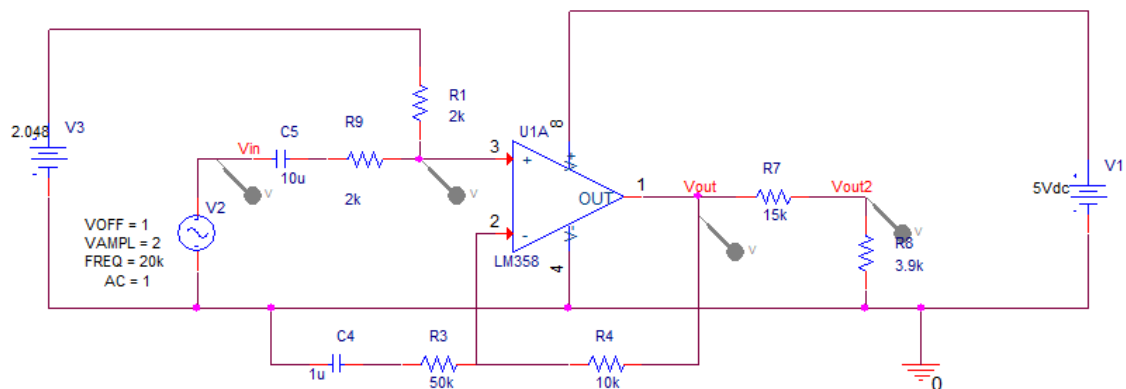 R1
2k
8
U1A
2.048
V3
C5
R9
Vin
3
+
V+
V1
10u
2k
V
V
1
Vout
R7
Vout2
5Vdc
OUT
15k
V
V2
2
-
V-
V
R8
3.9k
VOFF = 1
VAMPL = 2
FREQ = 20k
AC = 1
LM358
4
C4
R3
R4
1u
50k
10k
0